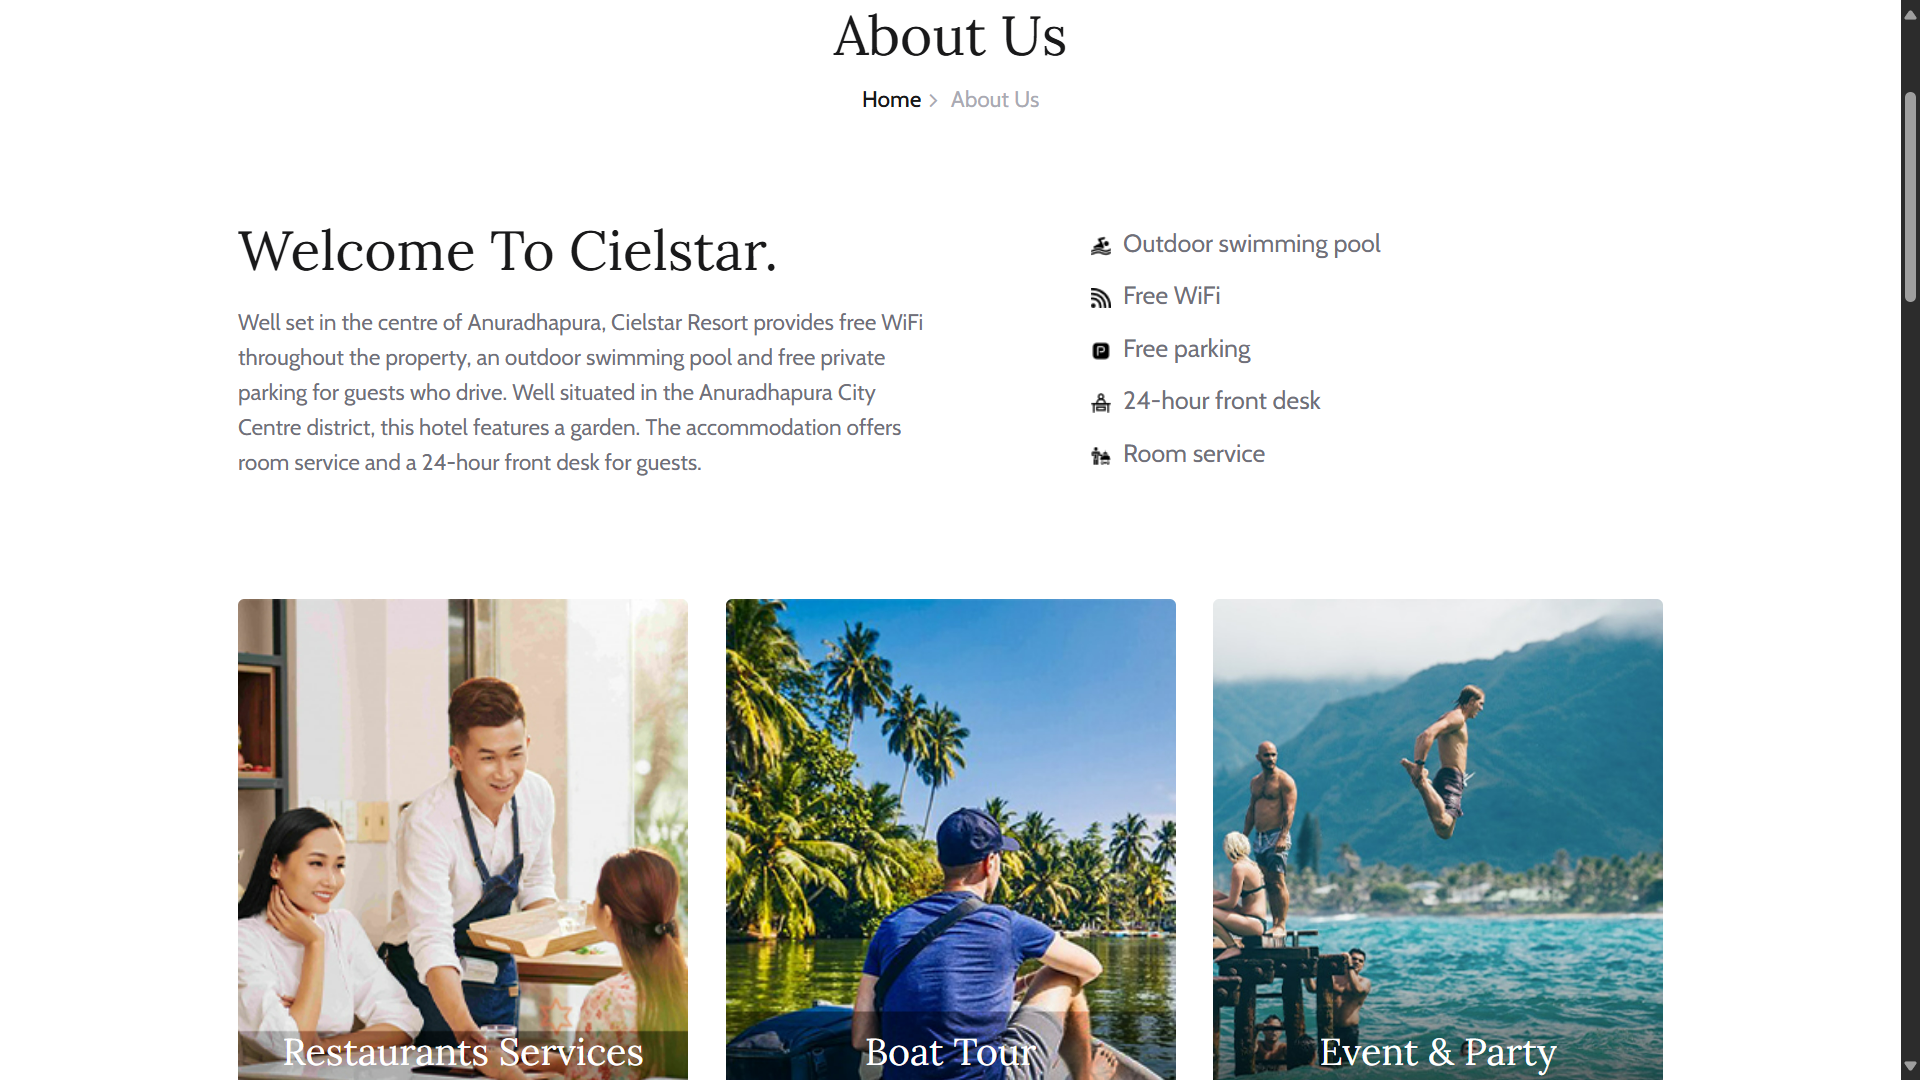 About Us
Home > About Us
Welcome To Cielstar.
Well set in the centre of Anuradhapura, Cielstar Resort provides free WiFi
throughout the property, an outdoor swimming pool and free private
parking for guests who drive. Well situated in the Anuradhapura City
Centre district, this hotel features a garden. The accommodation offers
room service and a 24-hour front desk for guests.
Outdoor swimming pool
Free WiFi
Free parking
24-hour front desk
Room service
Restaurants Services
Boat Tour
Event & Party